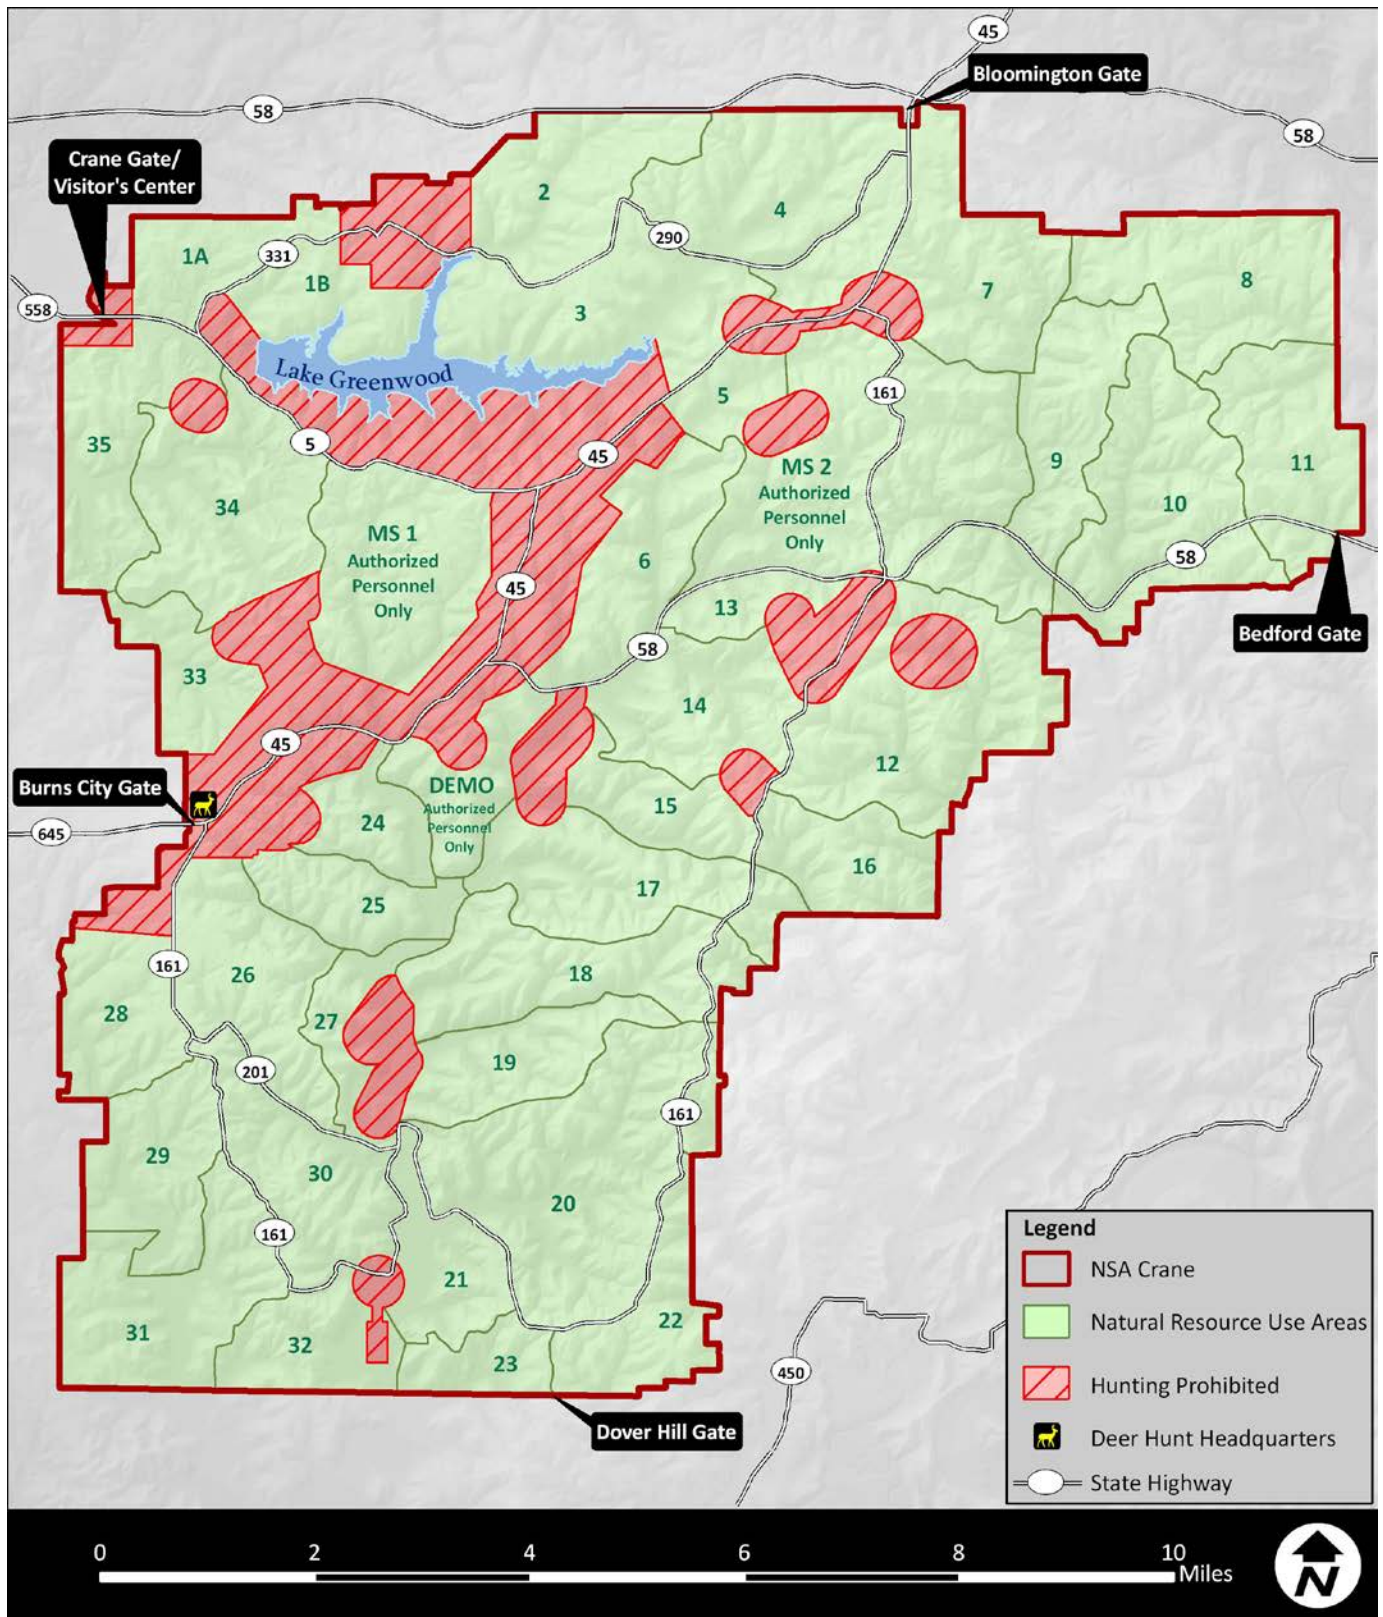 45
Bloomington Gate
58
58
Crane Gate/
Visitor's Center
2
4
290
1A
331
1B
7
8
558
3
Lake Greenwood
5
161
35
5
45
9
11
MS 2
Authorized
Personnel
Only
34
10
MS 1
Authorized
Personnel
Only
6
58
45
13
58
Bedford Gate
33
14
45
12
Burns City Gate
DEMO
Authorized
Personnel
Only
15
645
24
16
17
25
161
26
18
28
27
19
201
161
29
30
20
161
21
31
32
22
23
450
Dover Hill Gate
Legend
NSA Crane
Natural Resource Use Areas
Hunting Prohibited
Deer Hunt Headquarters
State Highway
0 2 4 6 8 10
Miles
N